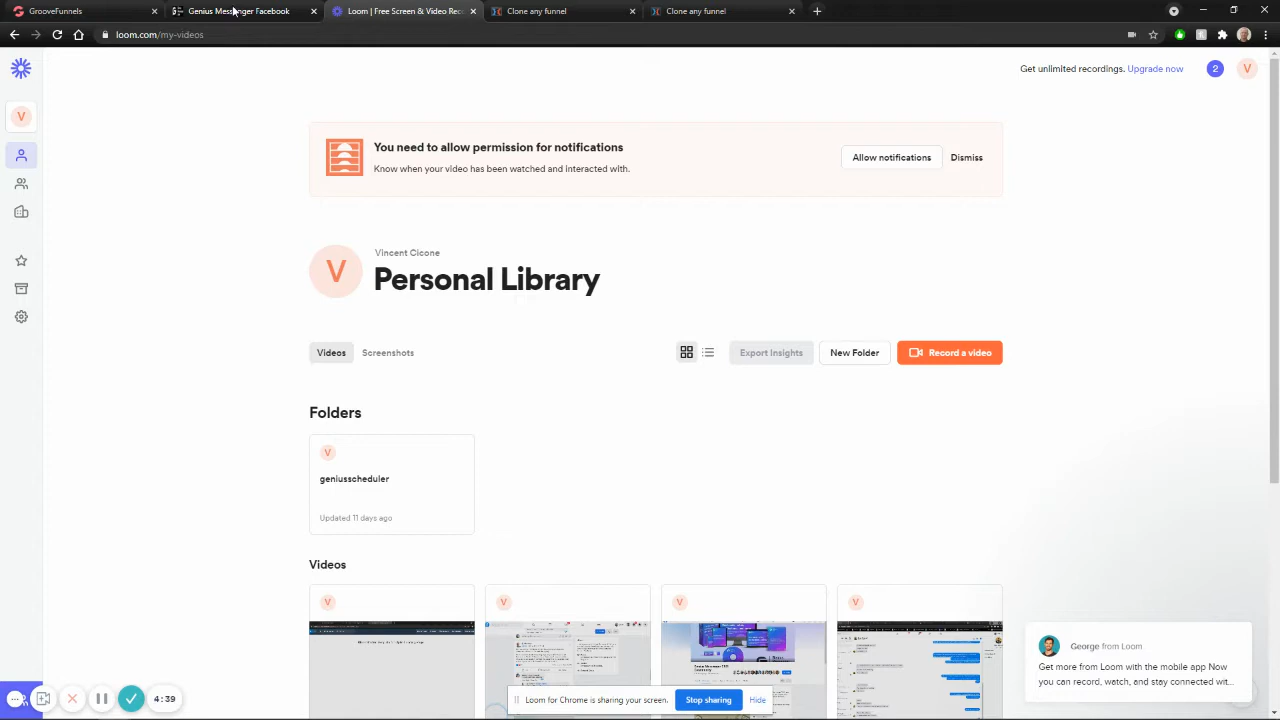 GrooveFunnels
Genius Messenger Facebook
Loom | Free Screen & Video Rec
Clone any funnel
Clone any funnel
loom.com/my-videos
Get unlimited recordings. Upgrade now
2
V
V
You need to allow permission for notifications
Know when your video has been watched and interacted with.
Allow notifications
Dismiss
V
Vincent Cicone
Personal Library
Videos
Screenshots
Export Insights
New Folder
Record a video
Folders
V
geniusscheduler
Updated 11 days ago
Videos
V
V
V
V
George from Loom
Get more from Loom with the mobile app Now
you can record, watch, and stay connected wit...
Loom for Chrome is sharing your screen.
Stop sharing
Hide